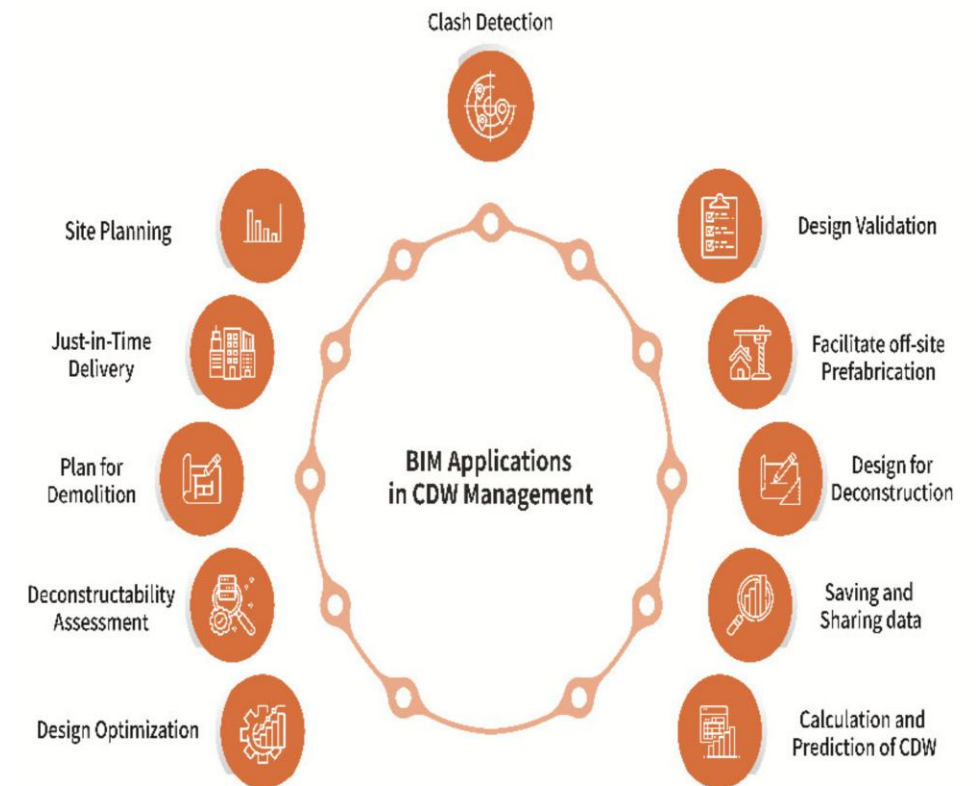 Clash Detection
Site Planning
Design Validation
Just-in-Time
Delivery
Facilitate off-site
Prefabrication
Plan for
Demolition
BIM Applications
in CDW Management
Design for
Deconstruction
Deconstructability
Assessment
Saving and
Sharing data
Design Optimization
Calculation and
Prediction of CDW